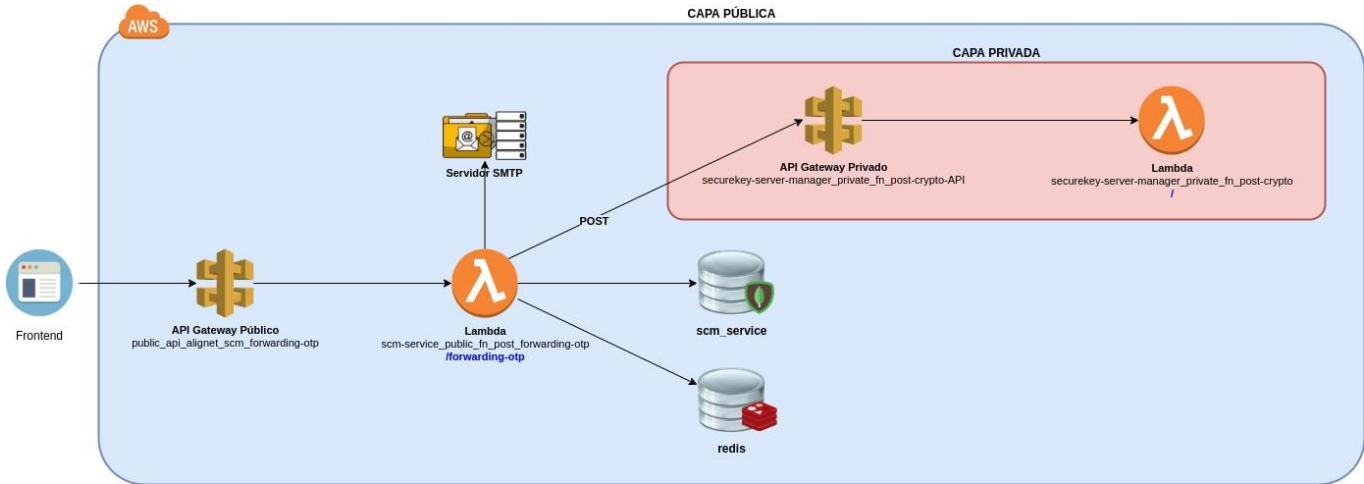 CAPA PÚBLICA
AWS
CAPA PRIVADA
API Gateway Privado
securekey-server-manager_private_fn_post-crypto-API
Lambda
securekey-server-manager_private_fn_post-crypto
/
@
Servidor SMTP
POST
Frontend
API Gateway Público
public_api_alignet_scm_forwarding-otp
Lambda
scm-service_public_fn_post_forwarding-otp
/forwarding-otp
scm_service
redis